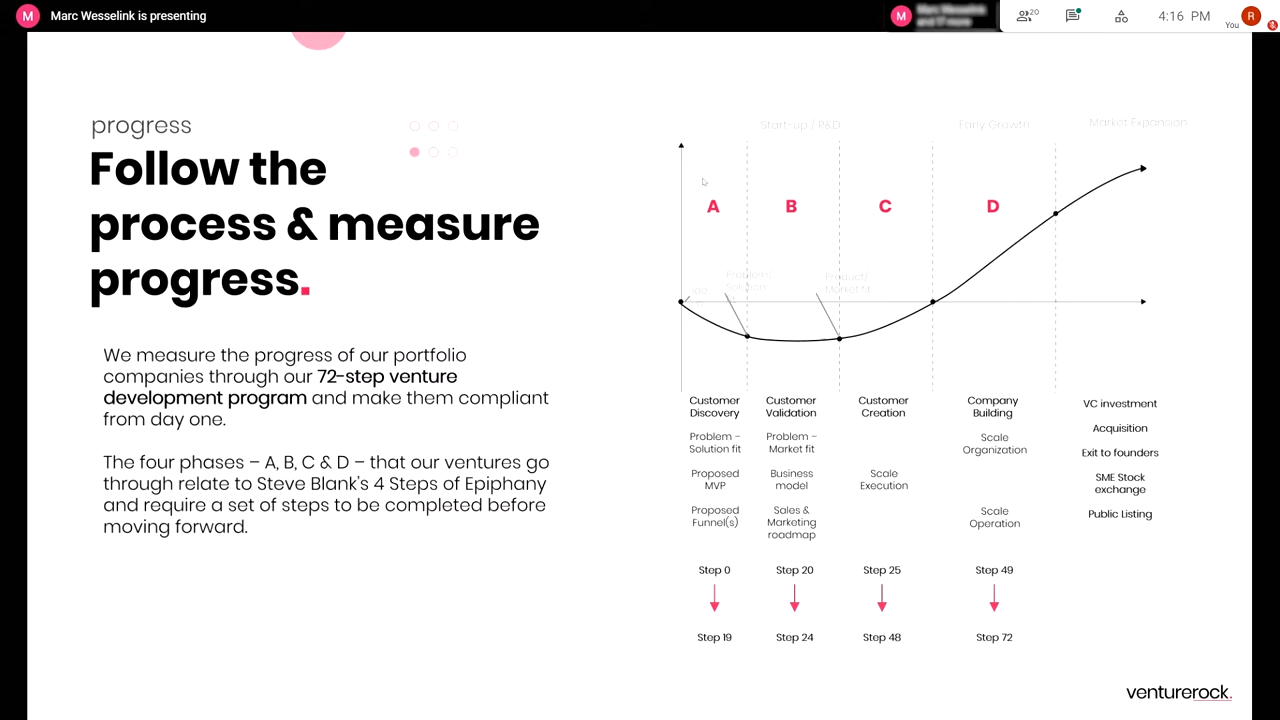 M
Marc Wesselink is presenting
M
20
4:16 PM
You
R
progress
Follow the
process & measure
progress.
We measure the progress of our portfolio
companies through our 72-step venture
development program and make them compliant
from day one.
The four phases – A, B, C & D – that our ventures go
through relate to Steve Blank's 4 Steps of Epiphany
and require a set of steps to be completed before
moving forward.
Start-up / R&D
Early Growth
Market Expansion
A
B
C
D
Problem/
Solution
Product/
Market fit
Customer
Discovery
Problem –
Solution fit
Proposed
MVP
Proposed
Funnel(s)
Step 0
Step 19
Customer
Validation
Problem –
Market fit
Business
model
Sales &
Marketing
roadmap
Step 20
Step 24
Customer
Creation
Scale
Execution
Step 25
Step 48
Company
Building
Scale
Organization
Scale
Operation
Step 49
Step 72
VC investment
Acquisition
Exit to founders
SME Stock
exchange
Public Listing
venturerock.